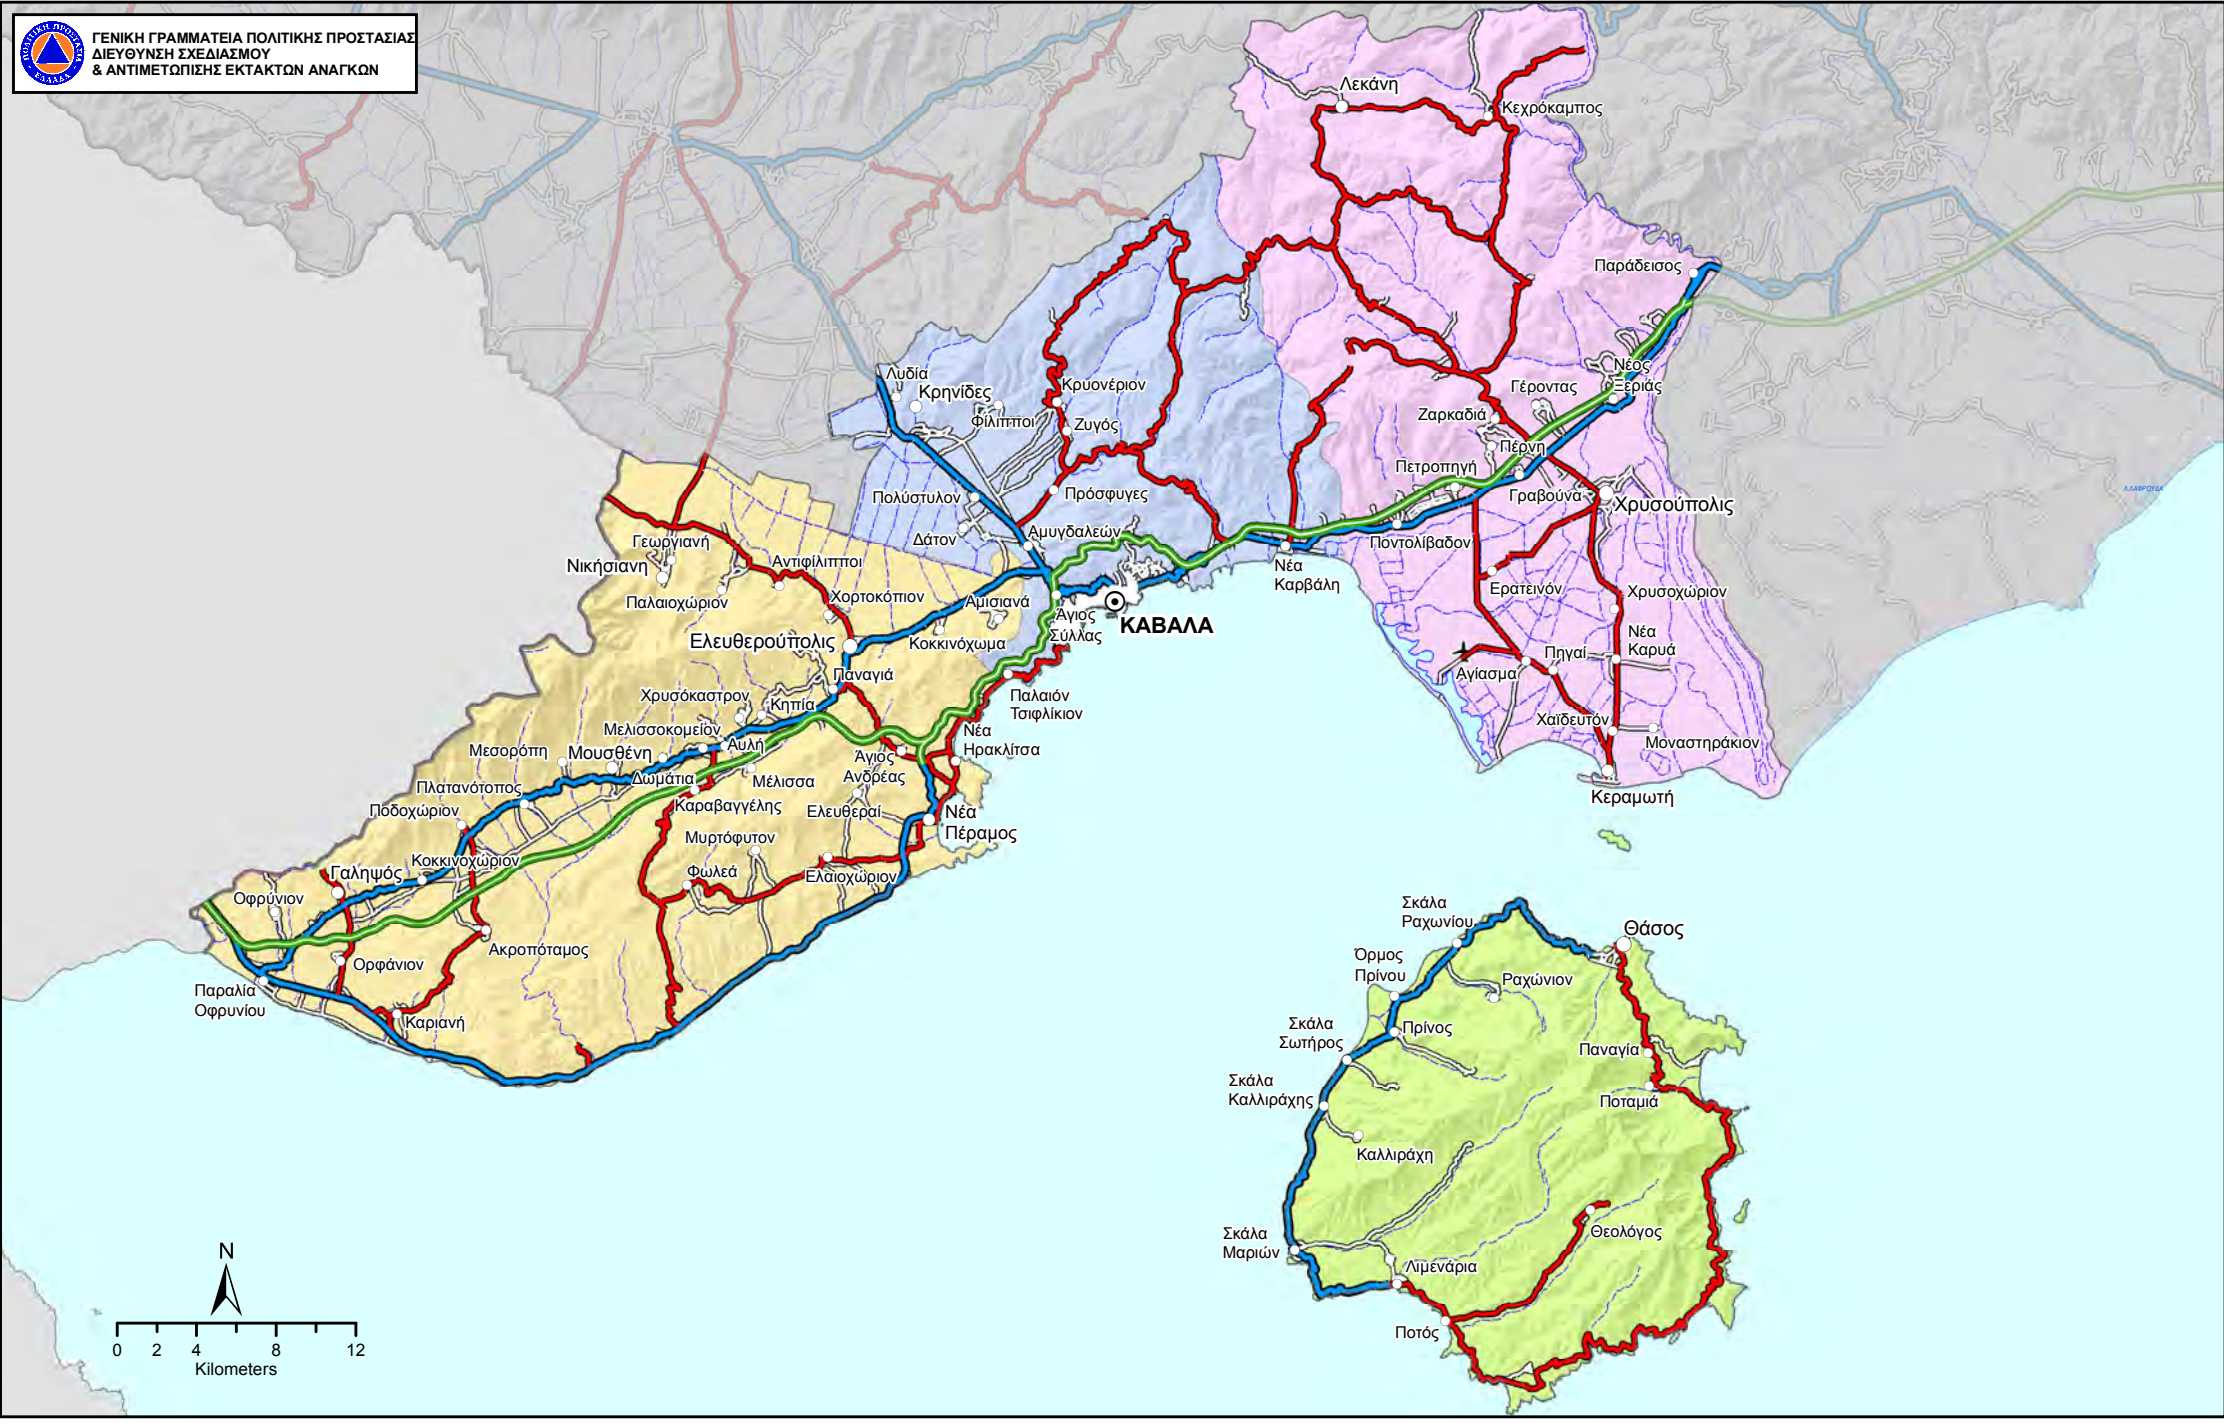 ΓΕΝΙΚΗ ΓΡΑΜΜΑΤΕΙΑ ΠΟΛΙΤΙΚΗΣ ΠΡΟΣΤΑΣΙΑΣ
ΔΙΕΥΘΥΝΣΗ ΣΧΕΔΙΑΣΜΟΥ
& ΑΝΤΙΜΕΤΩΠΙΣΗΣ ΕΚΤΑΚΤΩΝ ΑΝΑΓΚΩΝ
ΠΟΛΙΤΙΚΗ ΠΡΟΣΤΑΣΙΑ
ΕΛΛΑΔΑ
Λεκάνη
Κεχρόκαμπος
Παράδεισος
Λυδία
Κρηνίδες
Φίλιπποι
Κρυονέριον
Ζυγός
Νέος
Ξεριάς
Γέροντας
Ζαρκαδιά
Πέρνη
Πετροπηγή
Γραβούνα
Χρυσούπολις
Πολύστυλον
Πρόσφυγες
Δάτον
Αμυγδαλεών
Ποντολίβαδον
Νέα
Καρβάλη
Γεωργιανή
Νικήσιανη
Αντιφίλιπποι
Παλαιοχώριον
Χορτοκόπιον
Αμισιανά
Άγιος
Σύλλας
ΚΑΒΑΛΑ
Ερατεινόν
Χρυσοχώριον
Ελευθερούπολις
Κοκκινόχωμα
Νέα
Καρυά
Πηγαί
Αγίασμα
Παναγιά
Χρυσόκαστρον
Κηπία
Παλαιόν
Τσιφλίκιον
Μελισσοκομείον
Αυλή
Νέα
Ηρακλίτσα
Χαϊδευτόν
Μοναστηράκιον
Μεσορόπη
Μουσθένη
Δωμάτια
Μέλισσα
Άγιος
Ανδρέας
Πλατανότοπος
Ποδοχώριον
Καραβαγγέλης
Ελευθεραί
Νέα
Πέραμος
Κεραμωτή
Μυρτόφυτον
Κοκκινοχώριον
Γαληψός
Φωλεά
Ελαιοχώριον
Οφρύνιον
Ακροπόταμος
Ορφάνιον
Παραλία
Οφρυνίου
Καριανή
Σκάλα
Ραχωνίου
Θάσος
Όρμος
Πρίνου
Ραχώνιον
Σκάλα
Σωτήρος
Πρίνος
Παναγία
Σκάλα
Καλλιράχης
Ποταμιά
Καλλιράχη
Σκάλα
Μαριών
Θεολόγος
Λιμενάρια
Ποτός
N
0 2 4 8 12
Kilometers